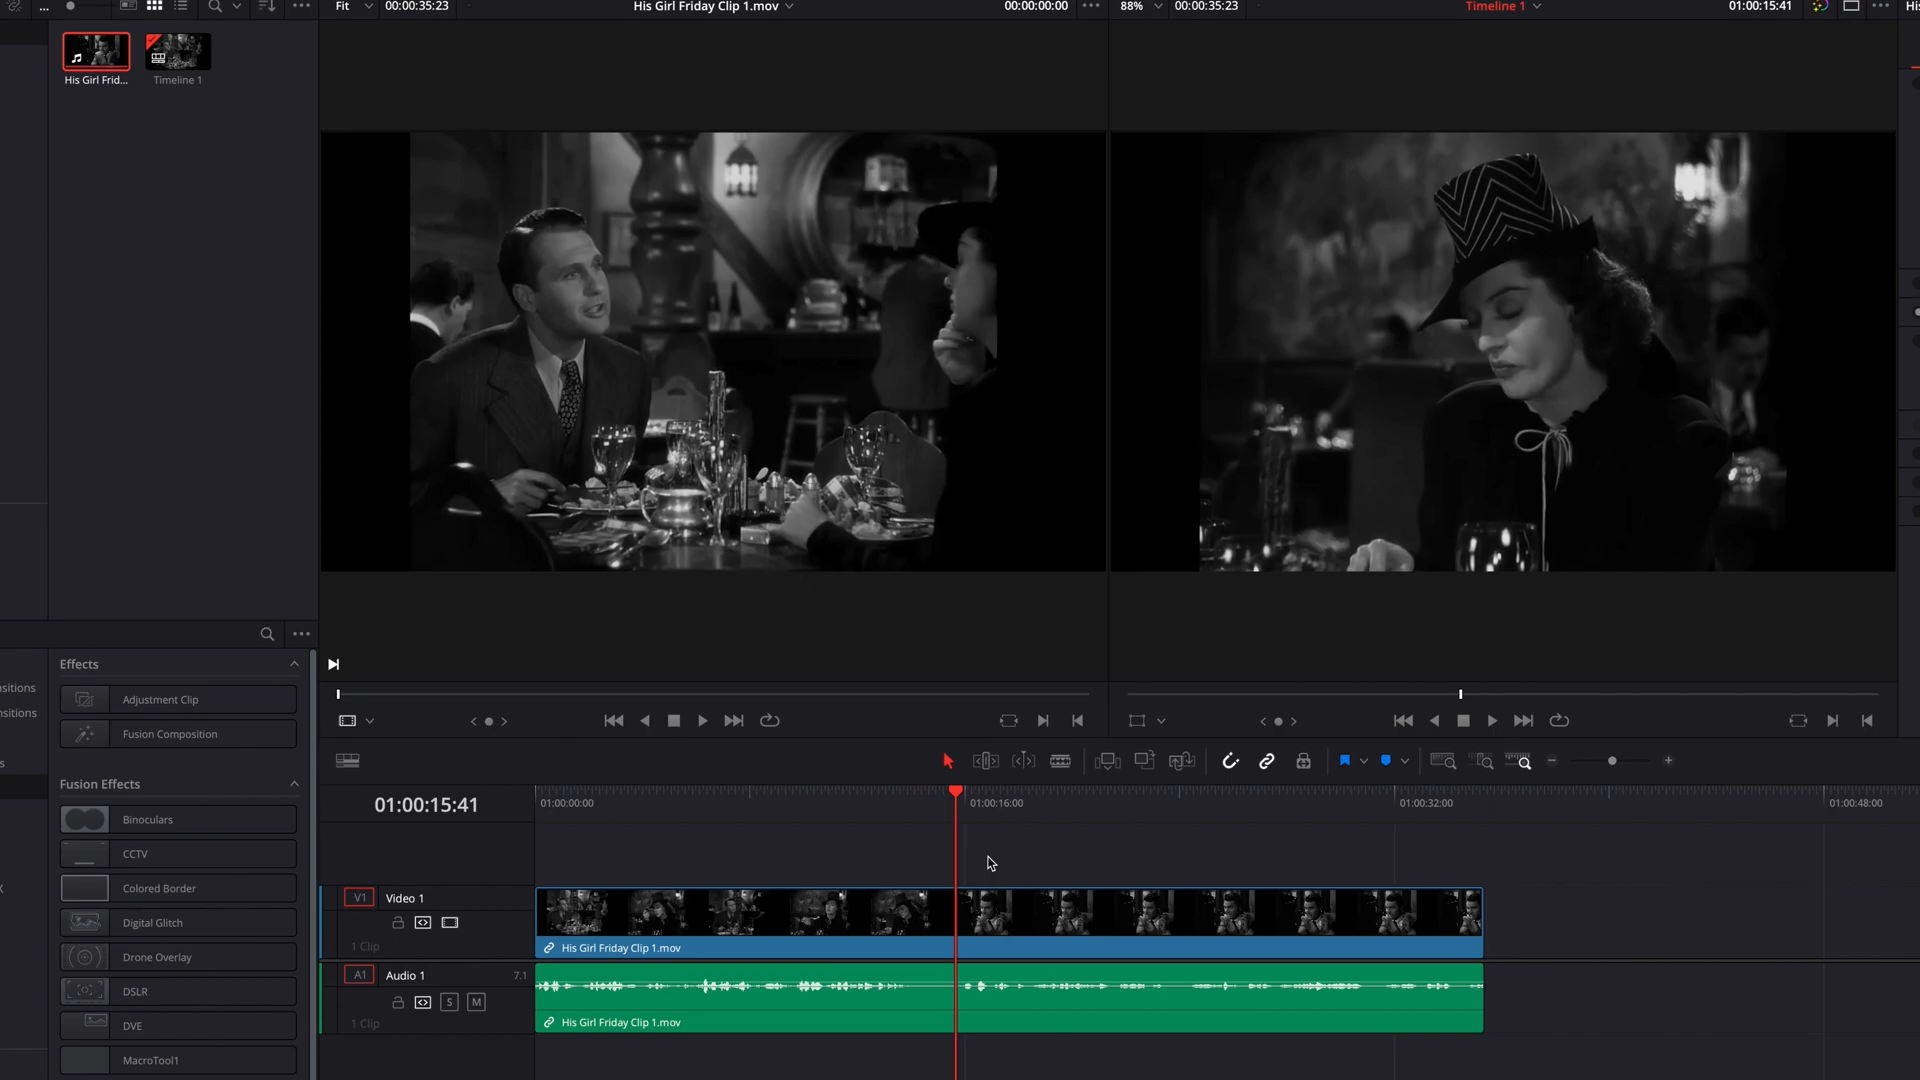 ...
Fit 00:00:35:23 His Girl Friday Clip 1.mov 00:00:00:00
88% 00:00:35:23 Timeline 1 01:00:15:41 His
His Girl Frid...
Timeline 1
Effects
Adjustment Clip
Fusion Composition
Fusion Effects
Binoculars
CCTV
Colored Border
Digital Glitch
Drone Overlay
DSLR
DVE
MacroTool1
nsitions
nsitions
s
X
01:00:15:41
01:00:00:00 01:00:16:00 01:00:32:00 01:00:48:00
V1 Video 1
1 Clip
His Girl Friday Clip 1.mov
A1 Audio 1 7.1
S M
1 Clip
His Girl Friday Clip 1.mov